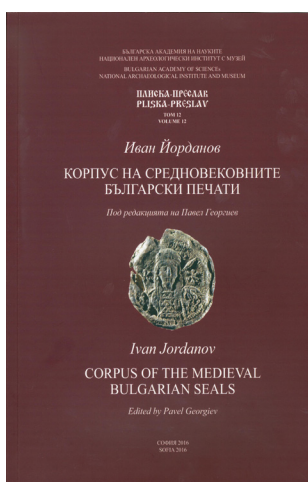 БЪЛГАРСКА АКАДЕМИЯ НА НАУКИТЕ
НАЦИОНАЛЕН АРХЕОЛОГИЧЕСКИ ИНСТИТУТ С МУЗЕЙ
BULGARIAN ACADEMY OF SCIENCEs
NATIONAL ARCHAEOLOGICAL INSTITUTE AND MUSEUM
ПЛИСКА-ПРЕСЛАВ
PLISKA-PRESLAV
ТОМ 12
VOLUME 12
Иван Йорданов
КОРПУС НА СРЕДНОВЕКОВНИТЕ
БЪЛГАРСКИ ПЕЧАТИ
Под редакцията на Павел Георгиев
Ivan Jordanov
CORPUS OF THE MEDIEVAL
BULGARIAN SEALS
Edited by Pavel Georgiev
СОФИЯ 2016
SOFIA 2016